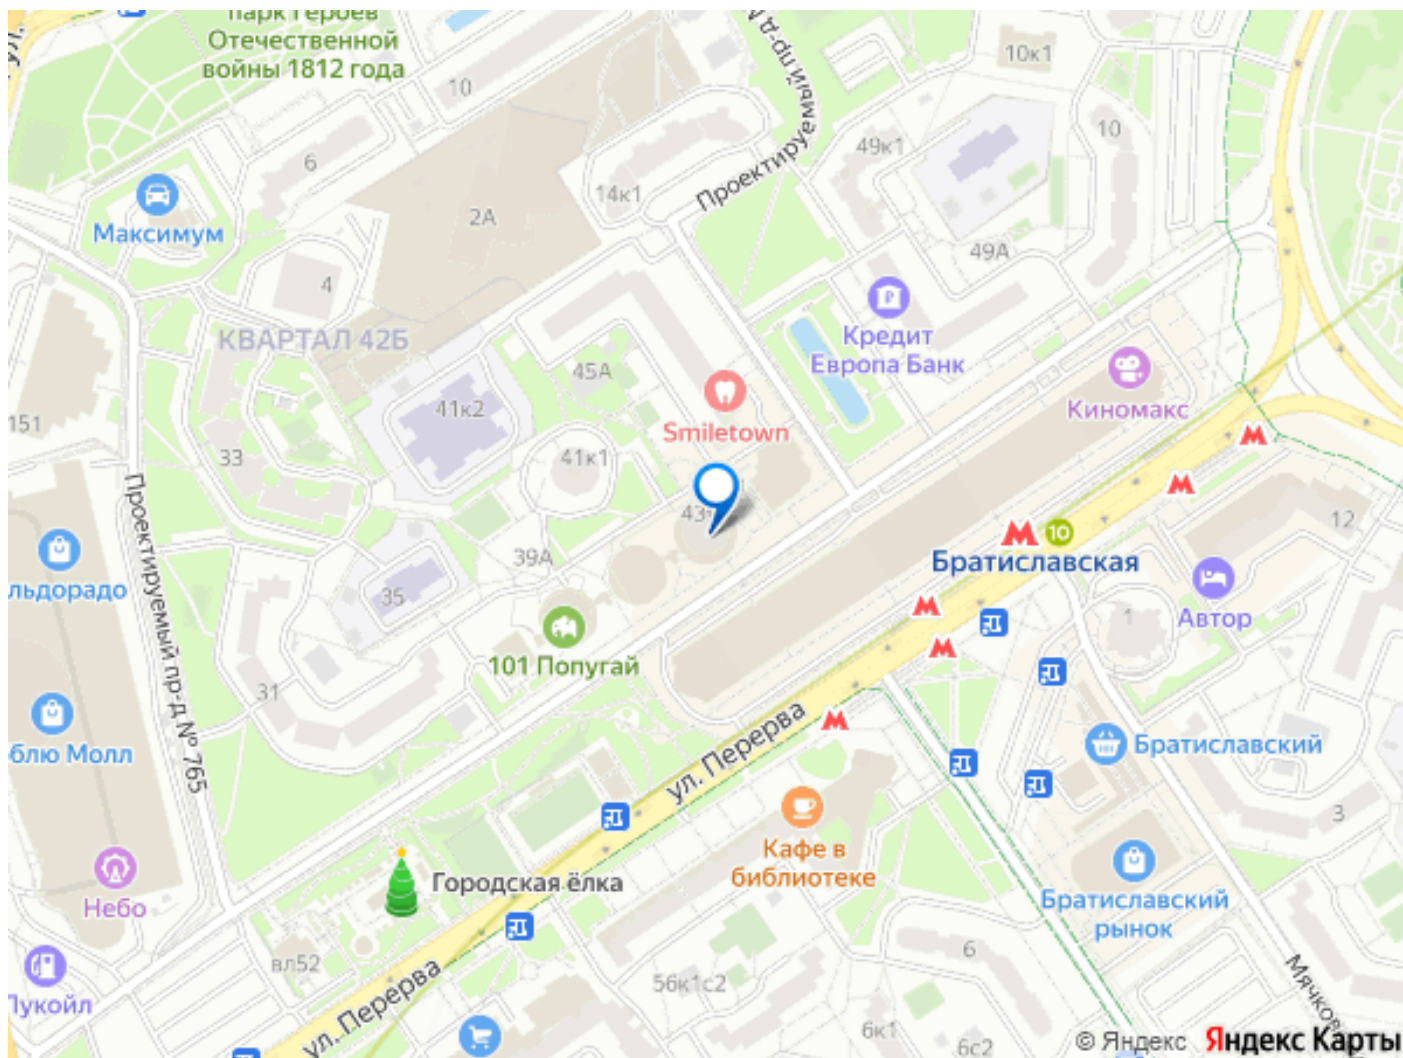 парк Героев
Отечественной
войны 1812 года
10
Проектируемый пр-д
10к1
6
14к1
49к1
10
Максимум
2А
49А
4
КВАРТАЛ 42Б
Кредит
Европа Банк
45А
Киномакс
41к2
Smiletown
151
33
41к1
43
12
39А
10
Братиславская
льдорадо
35
Автор
1
Проектируемый пр-д № 765
101 Попугай
31
блю Молл
ул. Перерва
Братиславский
3
Кафе в
библиотеке
Городская ёлка
Небо
Братиславский
рынок
вл52
6
56к1с2
Лукойл
ул. Перерва
6к1
6с2
Мячков
© Яндекс Яндекс Карты